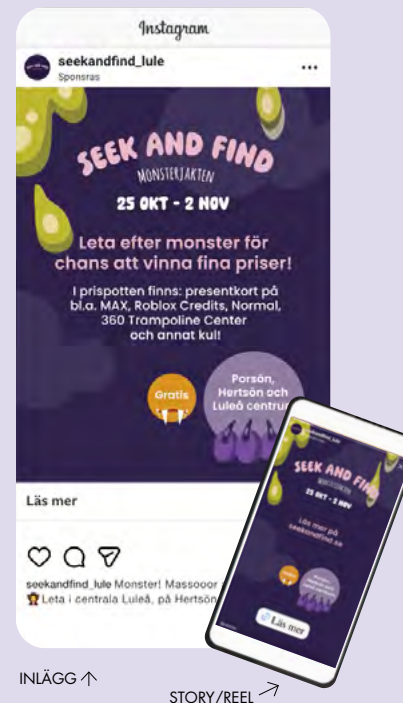 Instagram
seekandfind_lule
Sponsras
SEEK AND FIND
MONSTERJAKTEN
25 OKT - 2 NOV
Leta efter monster för
chans att vinna fina priser!
I prispotten finns: presentkort på
bl.a. MAX, Roblox Credits, Normal,
360 Trampoline Center
och annat kul!
Gratis
Porsön,
Hertsön och
Luleå centrum
Läs mer
seekandfind_lule Monster! Massooor
Leta i centrala Luleå, på Hertsön
SEEK AND FIND
MONSTERJAKTEN
25 OKT - 2 NOV
Läs mer på
seekandfind.se
Läs mer
INLÄGG ↑
STORY/REEL ↗